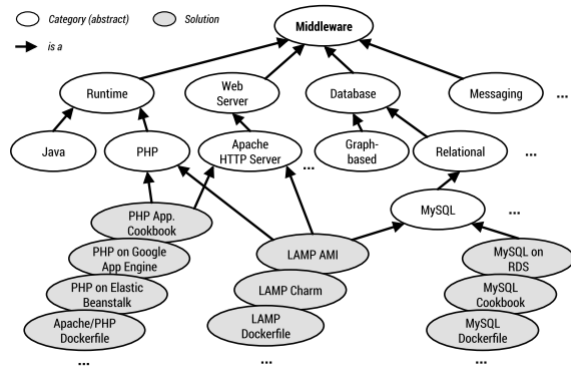 Category (abstract)
Solution
is a
Middleware
Runtime
Web
Server
Database
Messaging
...
Java
PHP
Apache
HTTP Server
...
Graph-
based
Relational
...
PHP App.
Cookbook
MySQL
...
PHP on Google
App Engine
LAMP AMI
MySQL on
RDS
PHP on Elastic
Beanstalk
LAMP Charm
MySQL
Cookbook
Apache/PHP
Dockerfile
LAMP
Dockerfile
MySQL
Dockerfile
...
...
...